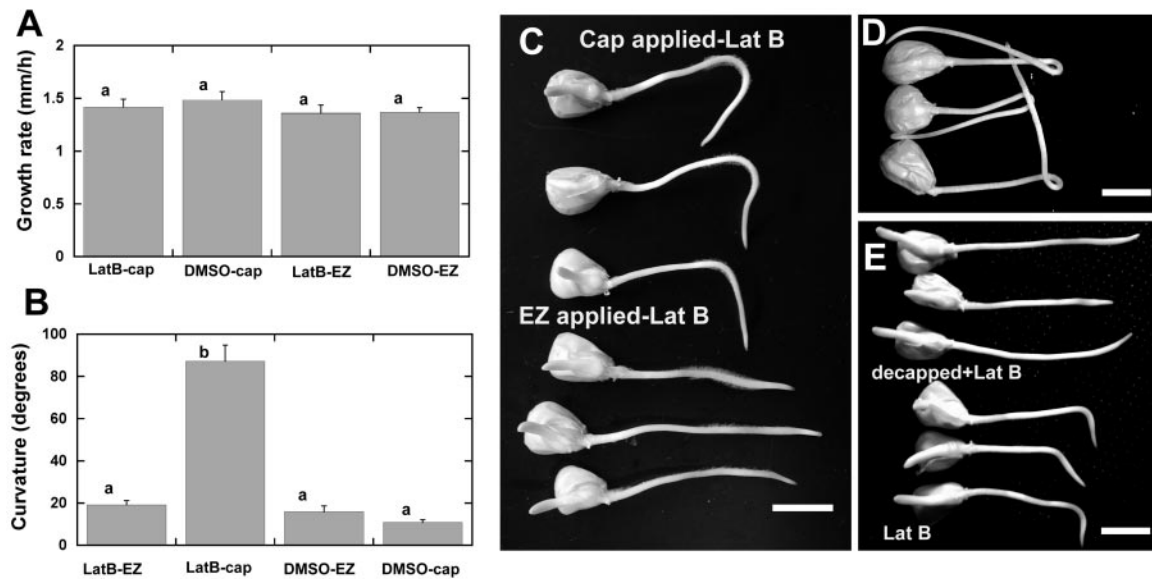 A
Growth rate (mm/h)
2
1.5
1
0.5
0
a
a
a
a
LatB-cap
DMSO-cap
LatB-EZ
DMSO-EZ
B
Curvature (degrees)
100
80
60
40
20
0
a
b
a
a
LatB-EZ
LatB-cap
DMSO-EZ
DMSO-cap
C
Cap applied-Lat B
EZ applied-Lat B
D
E
decapped+Lat B
Lat B